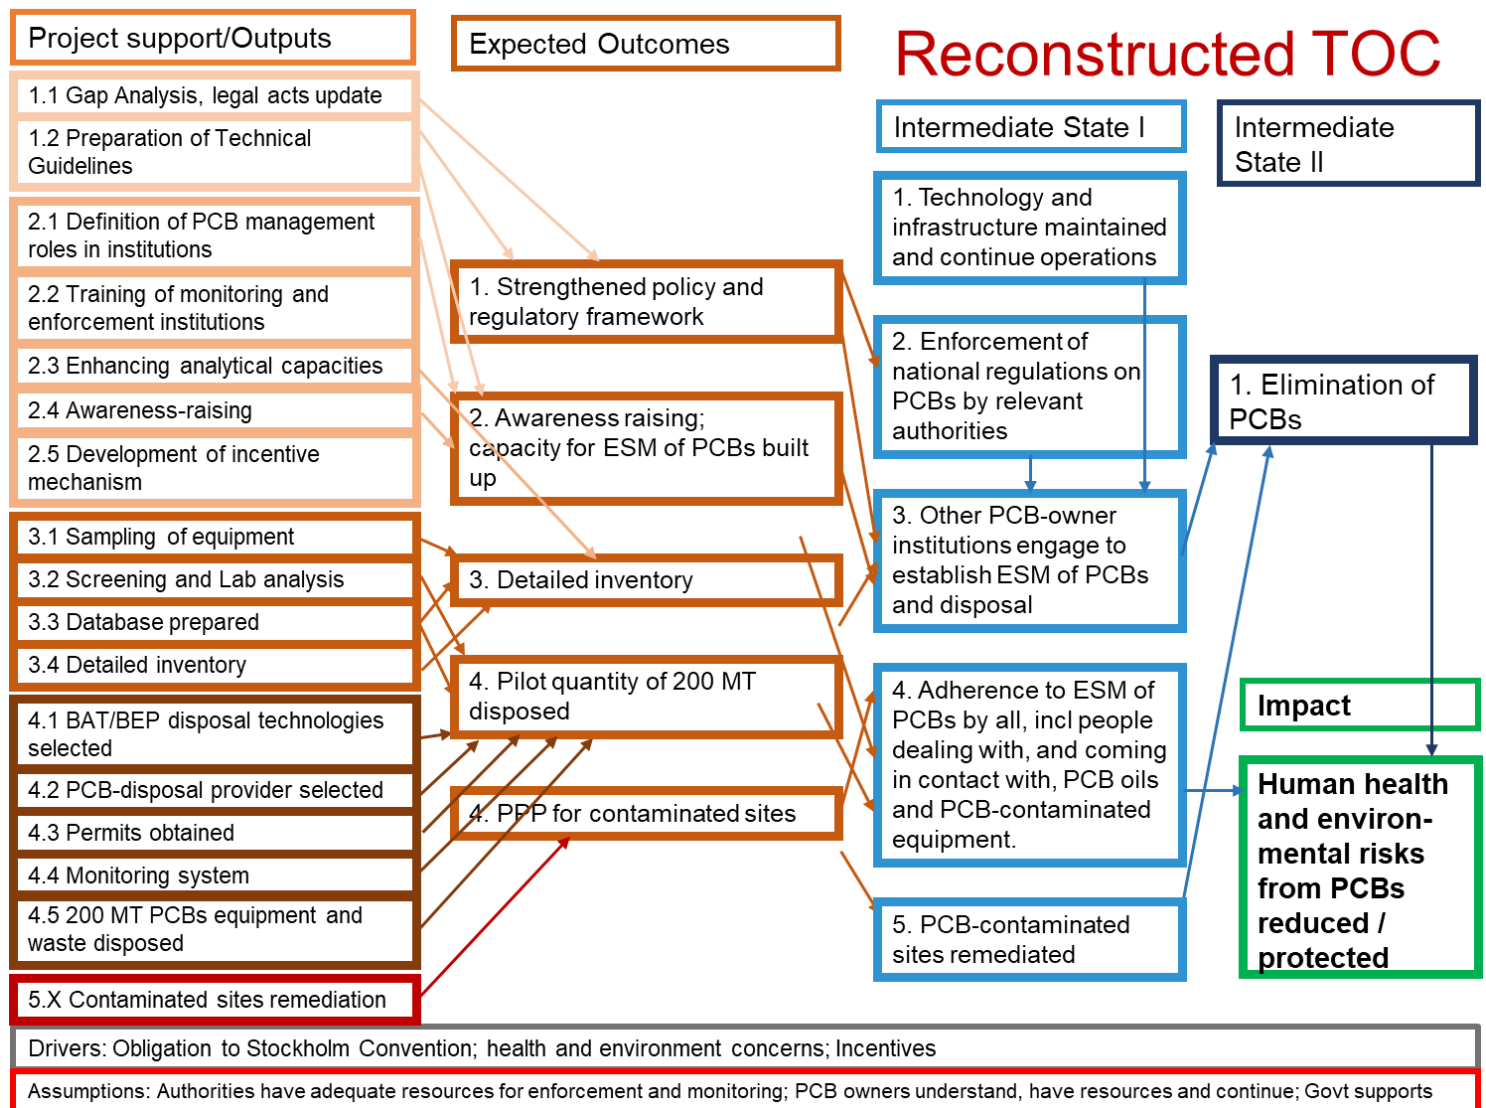 Project support/Outputs
Expected Outcomes
Reconstructed TOC
Intermediate State I
Intermediate
State II
1.1 Gap Analysis, legal acts update
1.2 Preparation of Technical
Guidelines
2.1 Definition of PCB management
roles in institutions
2.2 Training of monitoring and
enforcement institutions
2.3 Enhancing analytical capacities
2.4 Awareness-raising
2.5 Development of incentive
mechanism
3.1 Sampling of equipment
3.2 Screening and Lab analysis
3.3 Database prepared
3.4 Detailed inventory
4.1 BAT/BEP disposal technologies
selected
4.2 PCB-disposal provider selected
4.3 Permits obtained
4.4 Monitoring system
4.5 200 MT PCBs equipment and
waste disposed
5.X Contaminated sites remediation
1. Strengthened policy and
regulatory framework
2. Awareness raising;
capacity for ESM of PCBs built
up
3. Detailed inventory
4. Pilot quantity of 200 MT
disposed
4. PPP for contaminated sites
1. Technology and
infrastructure maintained
and continue operations
2. Enforcement of
national regulations on
PCBs by relevant
authorities
3. Other PCB-owner
institutions engage to
establish ESM of PCBs
and disposal
4. Adherence to ESM of
PCBs by all, incl people
dealing with, and coming
in contact with, PCB oils
and PCB-contaminated
equipment.
5. PCB-contaminated
sites remediated
1. Elimination of
PCBs
Impact
Human health
and environ-
mental risks
from PCBs
reduced /
protected
Drivers: Obligation to Stockholm Convention; health and environment concerns; Incentives
Assumptions: Authorities have adequate resources for enforcement and monitoring; PCB owners understand, have resources and continue; Govt supports